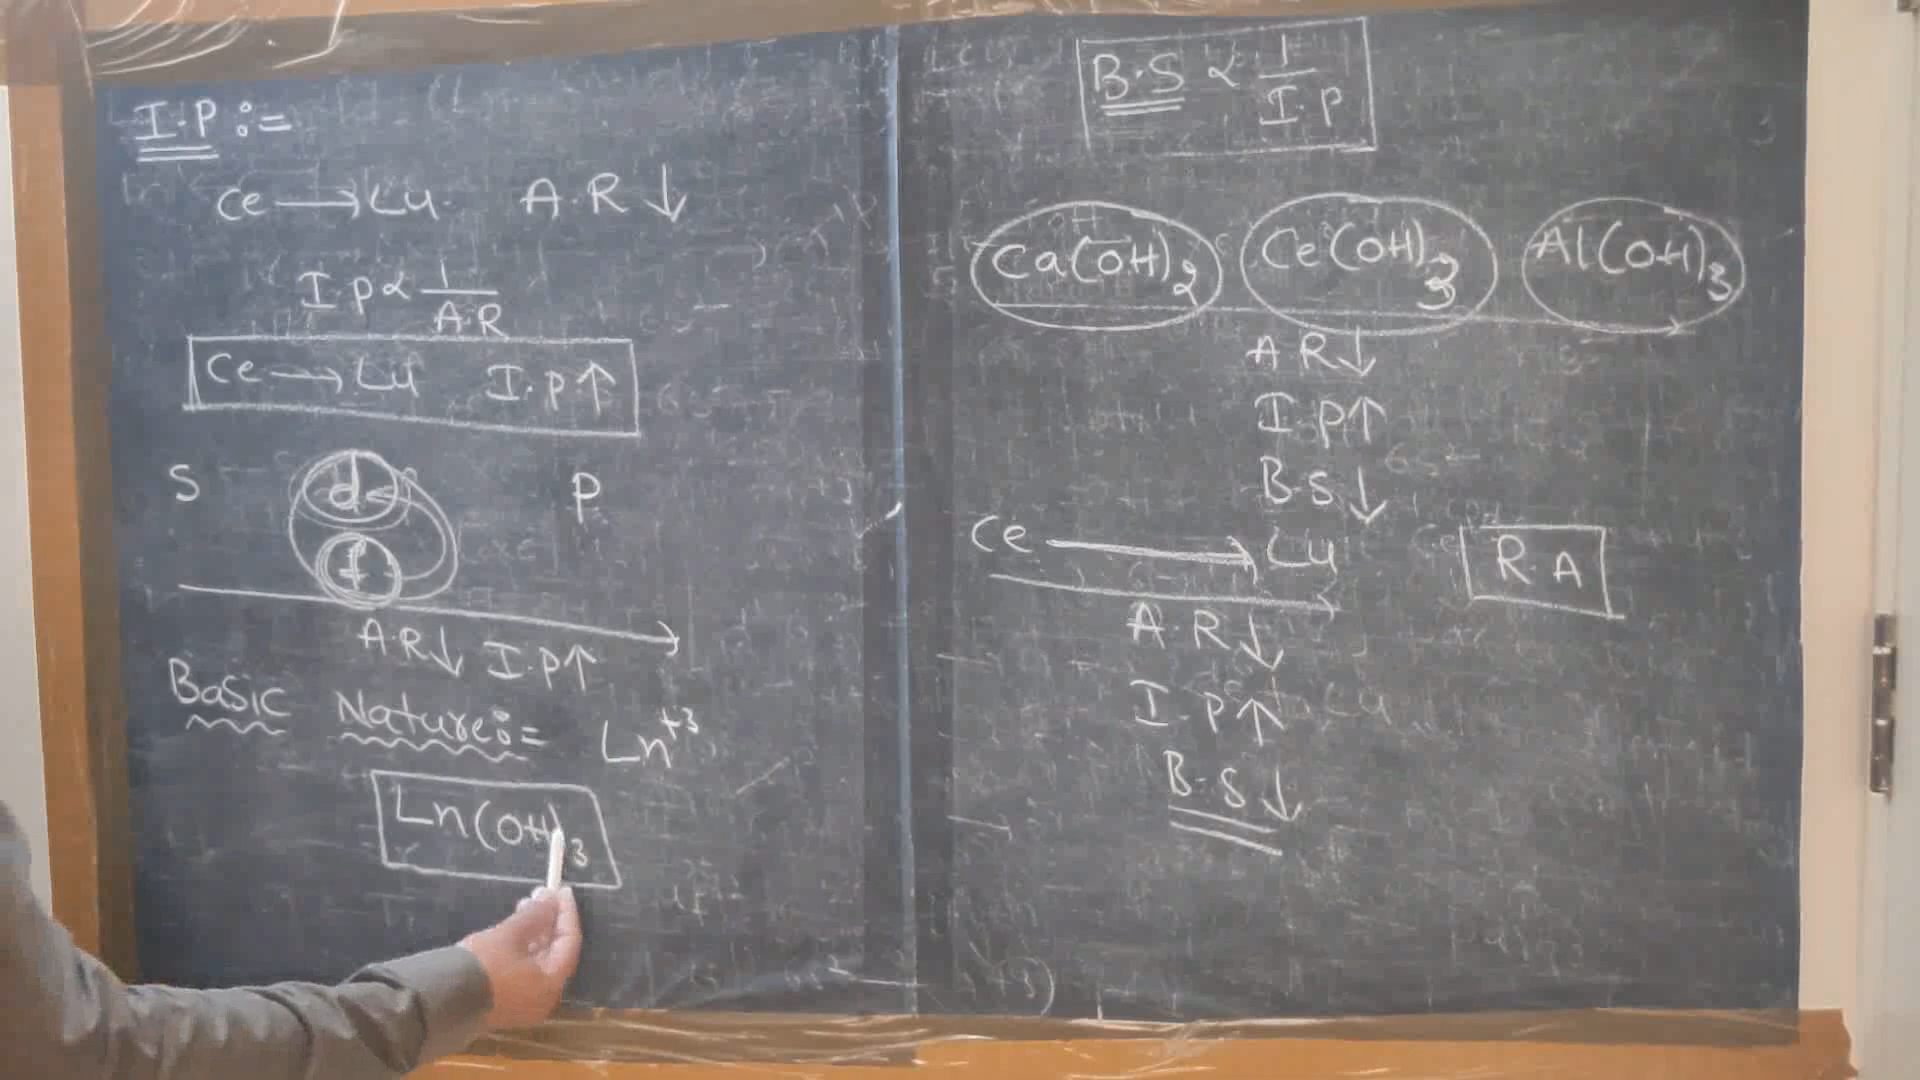 I.P :=
Ce → Lu. A.R ↓
I.p ∝ 1/A.R
Ce → Lu I.p ↑
S d P
f
A.R ↓ I.P ↑
Basic Nature := Ln+3
Ln(OH)3
B.S ∝ 1/I.P
Ca(OH)2 Ce(OH)3 Al(OH)3
A R ↓
I.P ↑
B.S ↓
Ce → Lu R.A
A.R ↓
I.P ↑
B.S ↓